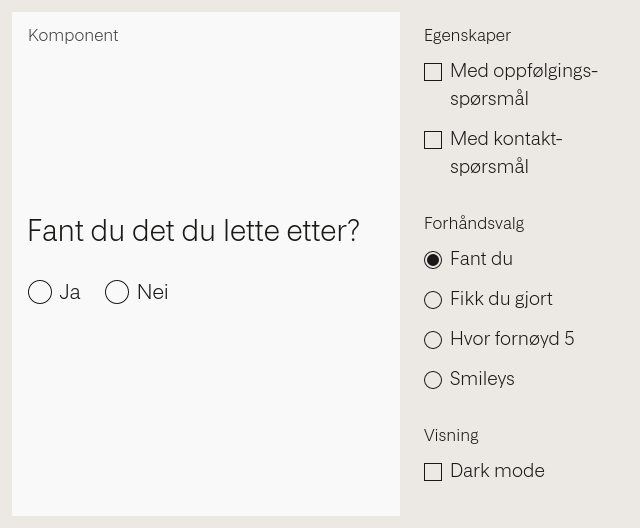 Komponent
Fant du det du lette etter?
Ja
Nei
Egenskaper
Med oppfølgings-
spørsmål
Med kontakt-
spørsmål
Forhåndsvalg
Fant du
Fikk du gjort
Hvor fornøyd 5
Smileys
Visning
Dark mode